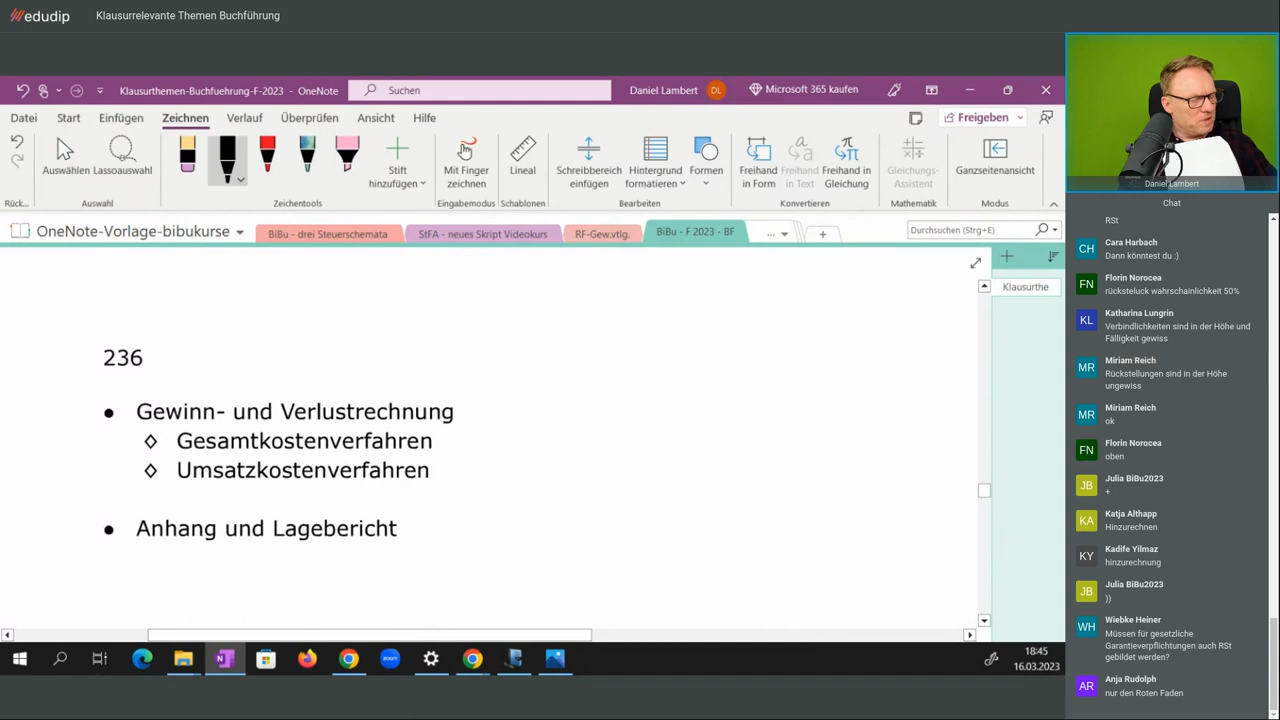 edudip
Klausurrelevante Themen Buchführung
Klausurthemen-Buchfuehrung-F-2023 - OneNote
Suchen
Daniel Lambert
DL
Microsoft 365 kaufen
Datei
Start
Einfügen
Zeichnen
Verlauf
Überprüfen
Ansicht
Hilfe
Freigeben
Auswählen
Lassoauswahl
Stift
hinzufügen
Mit Finger
zeichnen
Lineal
Schreibbereich
einfügen
Hintergrund
formatieren
Formen
Freihand
in Form
Freihand
in Text
Freihand in
Gleichung
Gleichungs-
Assistent
Ganzseitenansicht
Rück...
Auswahl
Zeichentools
Eingabemodus
Schablonen
Bearbeiten
Konvertieren
Mathematik
Modus
OneNote-Vorlage-bibukurse
BiBu - drei Steuerschemata
StFA - neues Skript Videokurs
RF-Gew.vtlg.
BiBu - F 2023 - BF
...
Durchsuchen (Strg+E)
Klausurthe
236
• Gewinn- und Verlustrechnung
◊ Gesamtkostenverfahren
◊ Umsatzkostenverfahren
• Anhang und Lagebericht
zoom
18:45
16.03.2023
Daniel Lambert
Chat
RSt
CH
Cara Harbach
Dann könntest du :)
FN
Florin Norocea
rücksteluck wahrschainlichkeit 50%
KL
Katharina Lungrin
Verbindlichkeiten sind in der Höhe und
Fälligkeit gewiss
MR
Miriam Reich
Rückstellungen sind in der Höhe
ungewiss
MR
Miriam Reich
ok
FN
Florin Norocea
oben
JB
Julia BiBu2023
+
KA
Katja Althapp
Hinzurechnen
KY
Kadife Yilmaz
hinzurechnung
JB
Julia BiBu2023
))
WH
Wiebke Heiner
Müssen für gesetzliche
Garantieverpflichtungen auch RSt
gebildet werden?
AR
Anja Rudolph
nur den Roten Faden